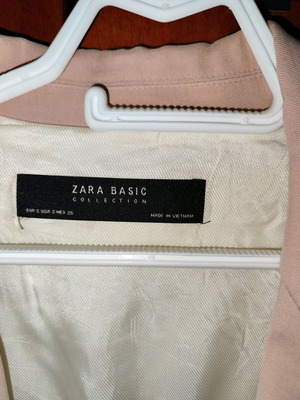 ZARA BASIC
COLLECTION
EUR S USA S MEX 26
MADE IN VIETNAM